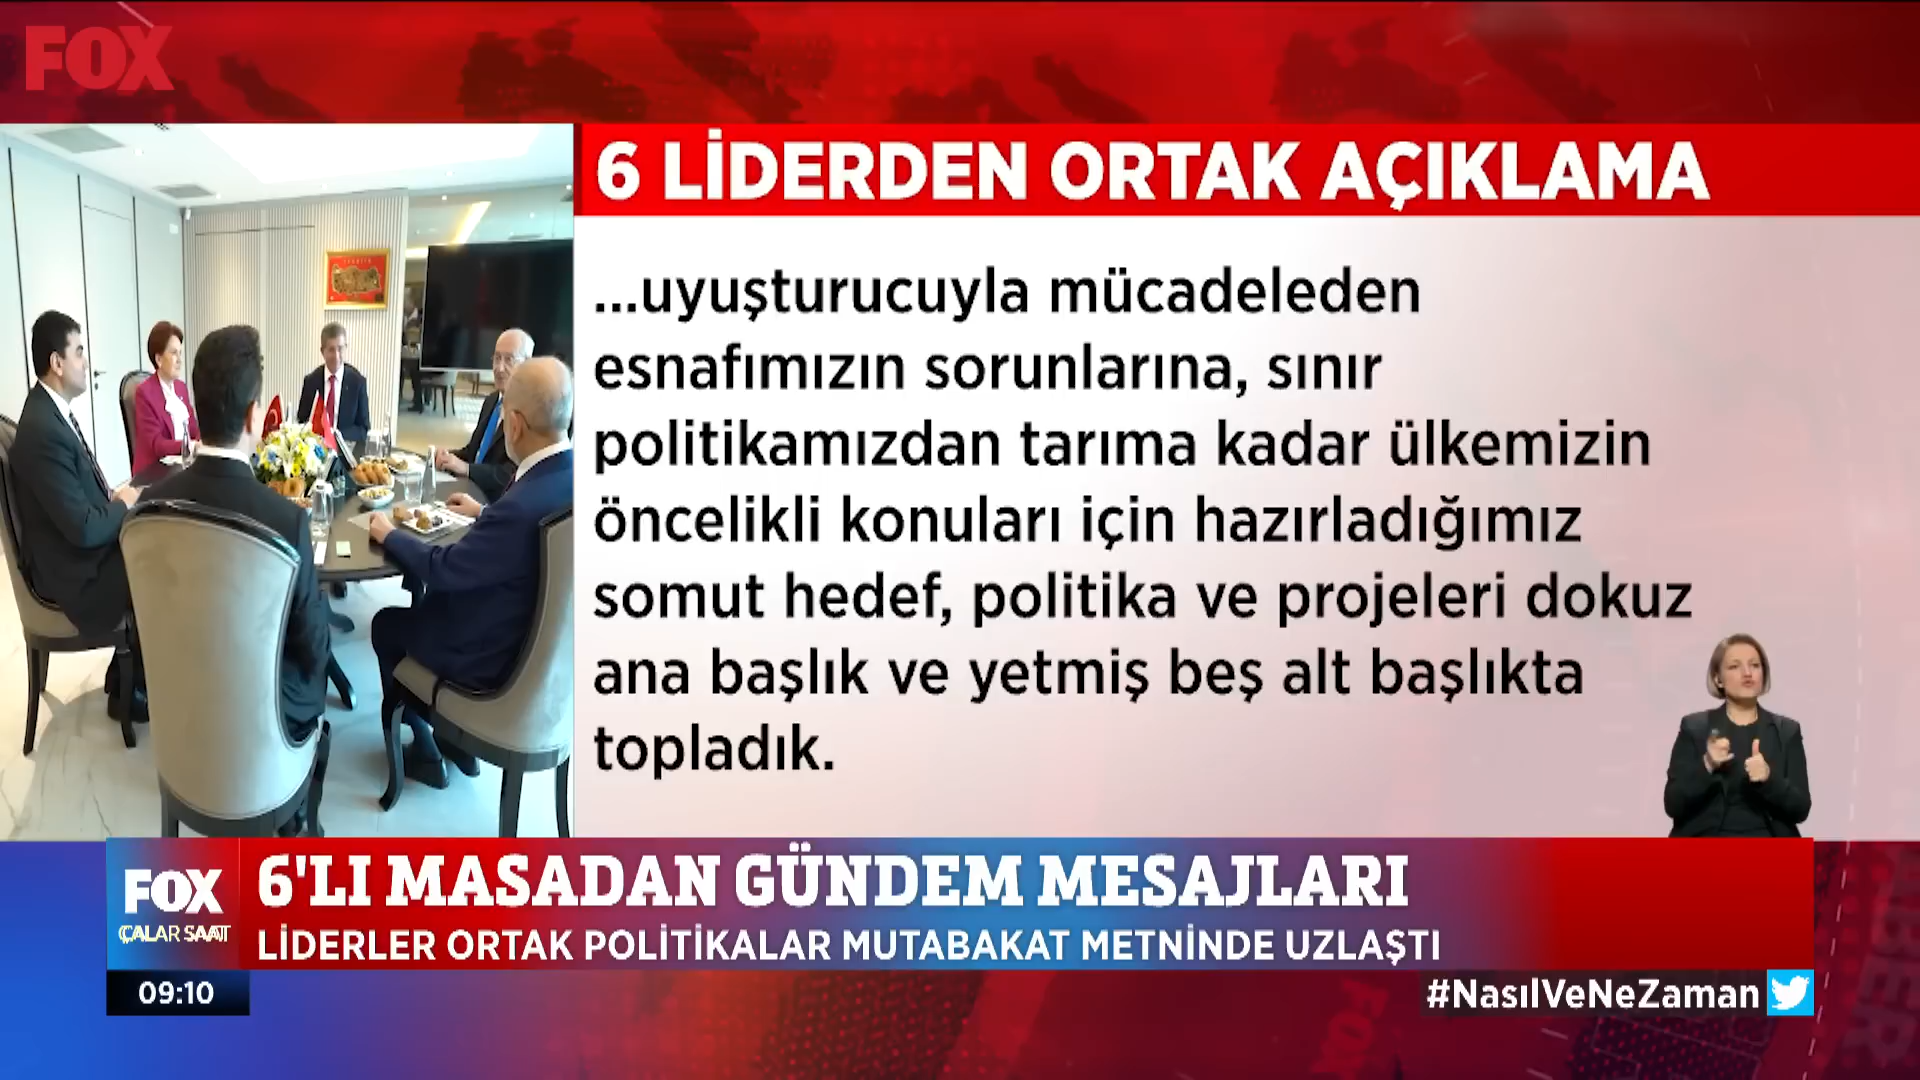 FOX
6 LİDERDEN ORTAK AÇIKLAMA
...uyuşturucuyla mücadeleden
esnafımızın sorunlarına, sınır
politikamızdan tarıma kadar ülkemizin
öncelikli konuları için hazırladığımız
somut hedef, politika ve projeleri dokuz
ana başlık ve yetmiş beş alt başlıkta
topladık.
FOX
ÇALAR SAAT
6'LI MASADAN GÜNDEM MESAJLARI
LİDERLER ORTAK POLİTİKALAR MUTABAKAT METNİNDE UZLAŞTI
09:10
#NasılVeNeZaman